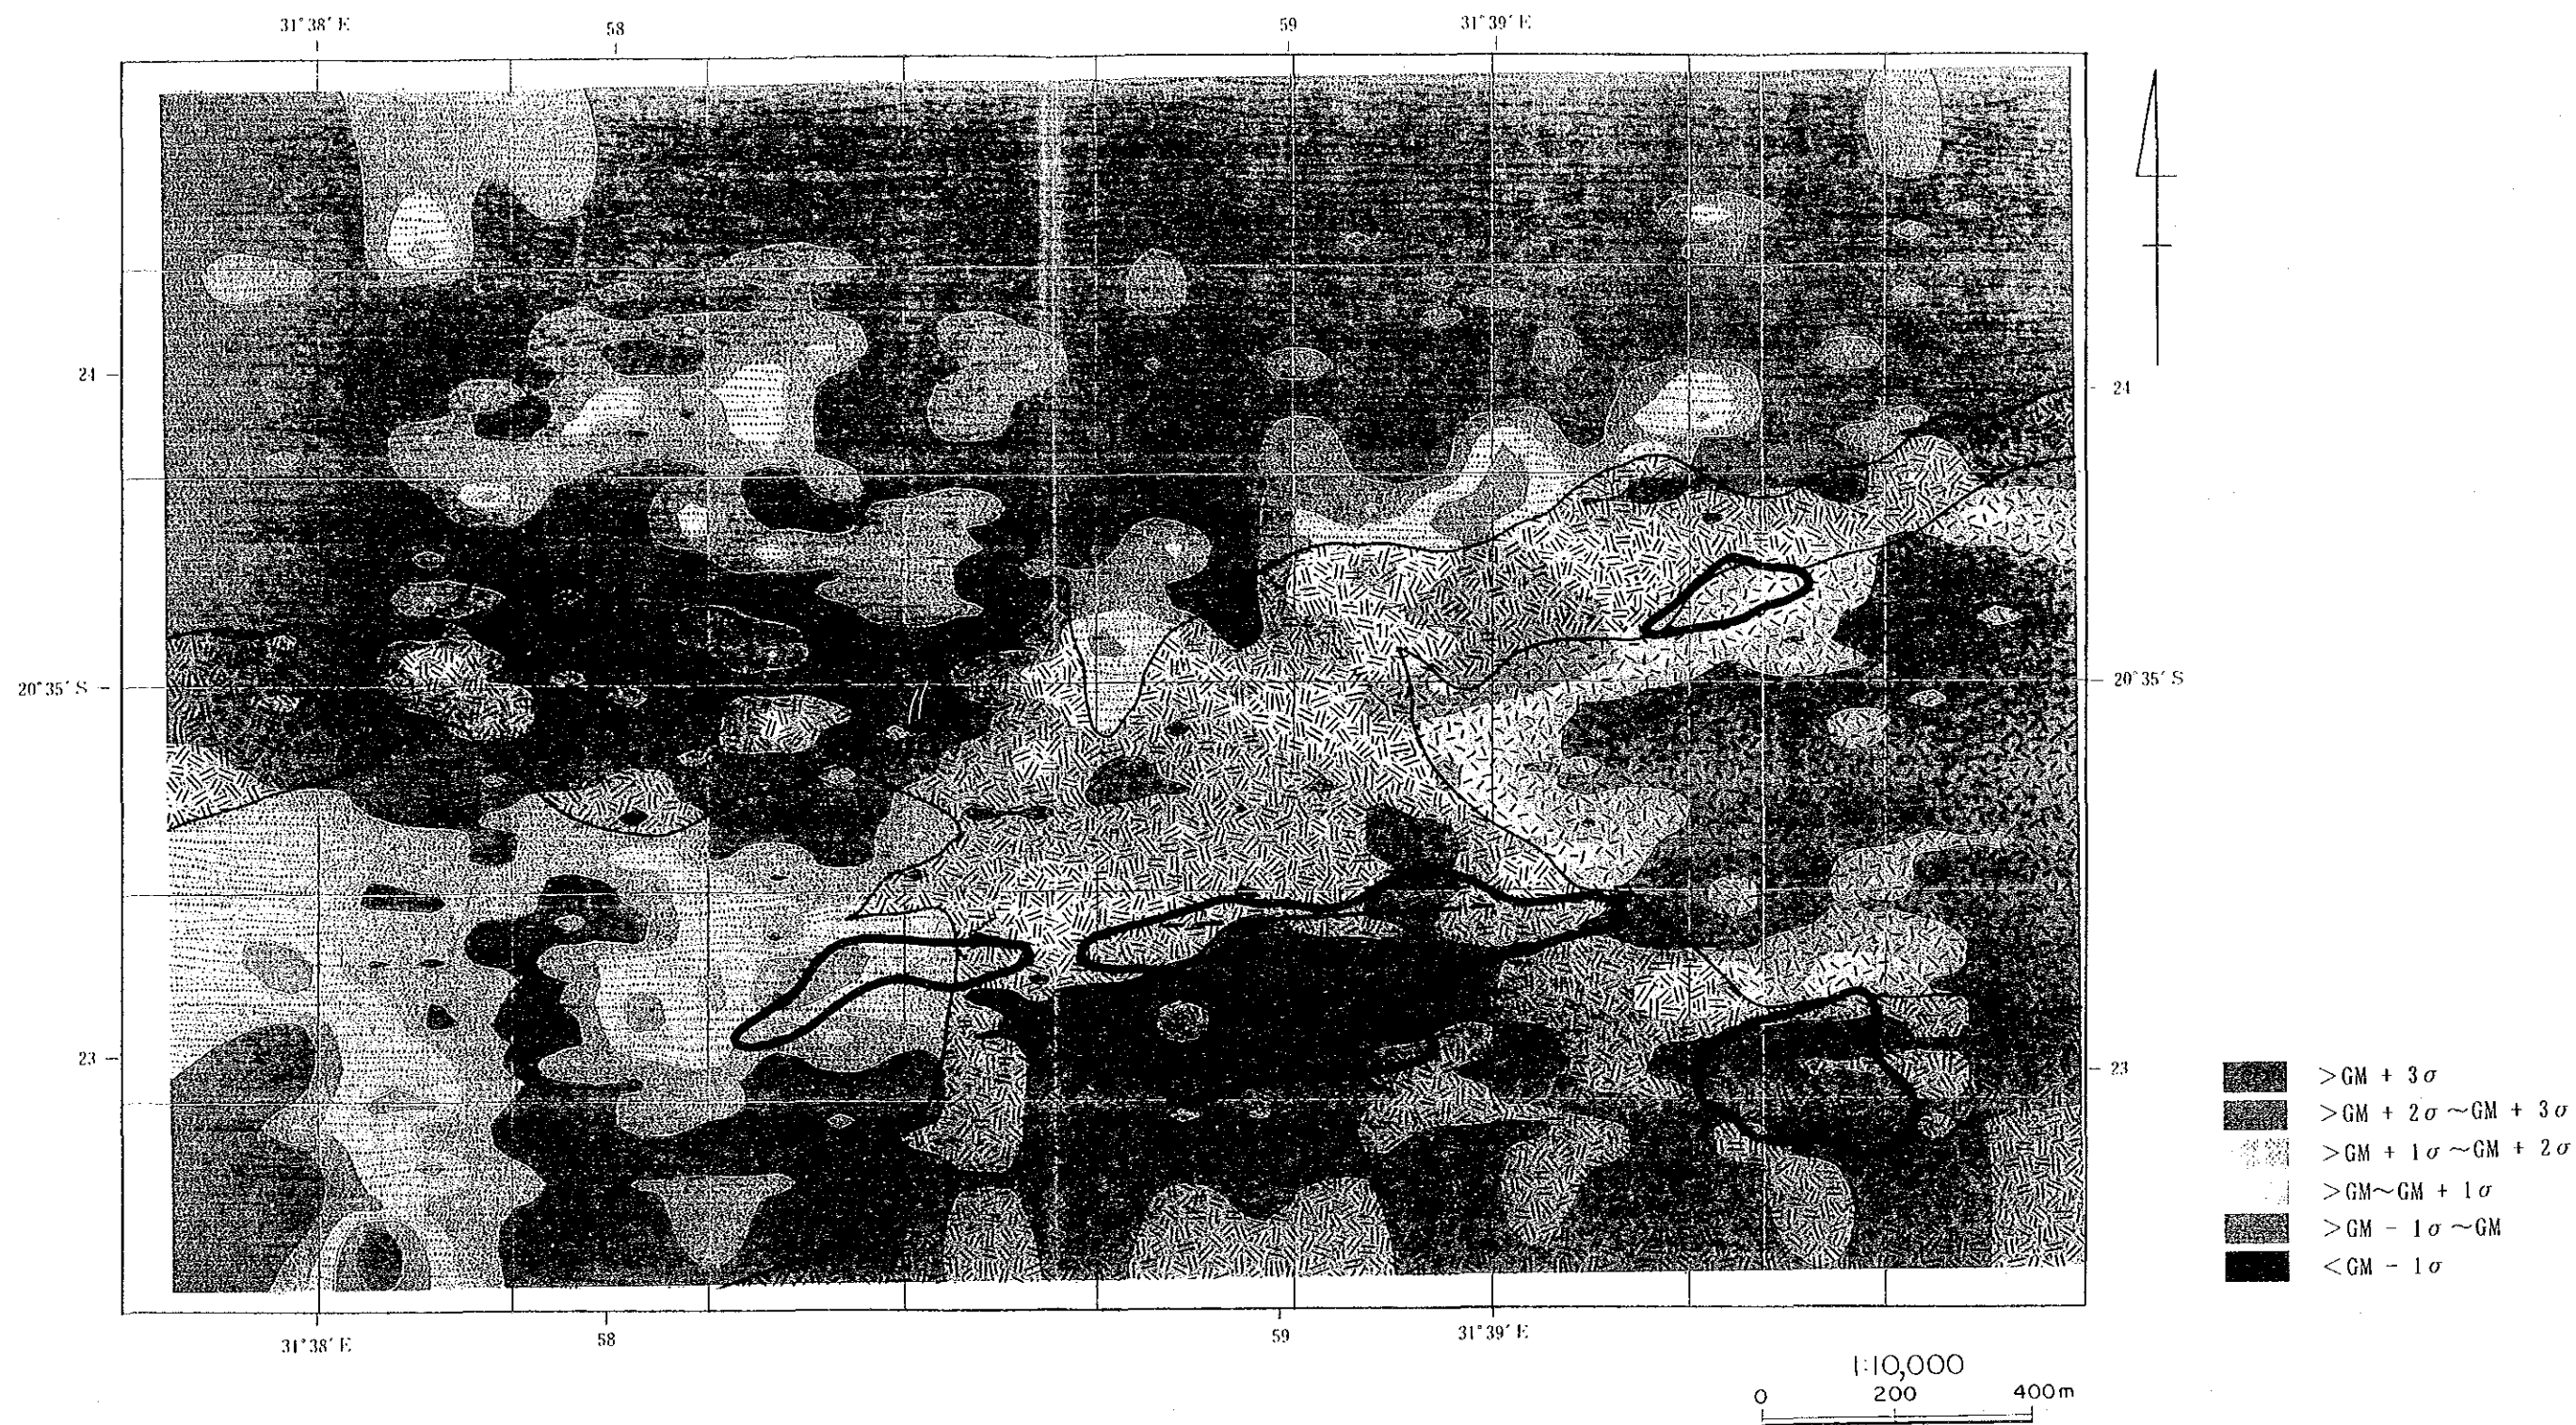 31°38′E 58 59 31°39′E
24 24
20°35′S 20°35′S
23 23
>GM + 3σ
>GM + 2σ ~GM + 3σ
>GM + 1σ ~GM + 2σ
>GM~GM + 1σ
>GM - 1σ ~GM
<GM - 1σ
31°38′E 58 59 31°39′E
1:10,000
0 200 400m